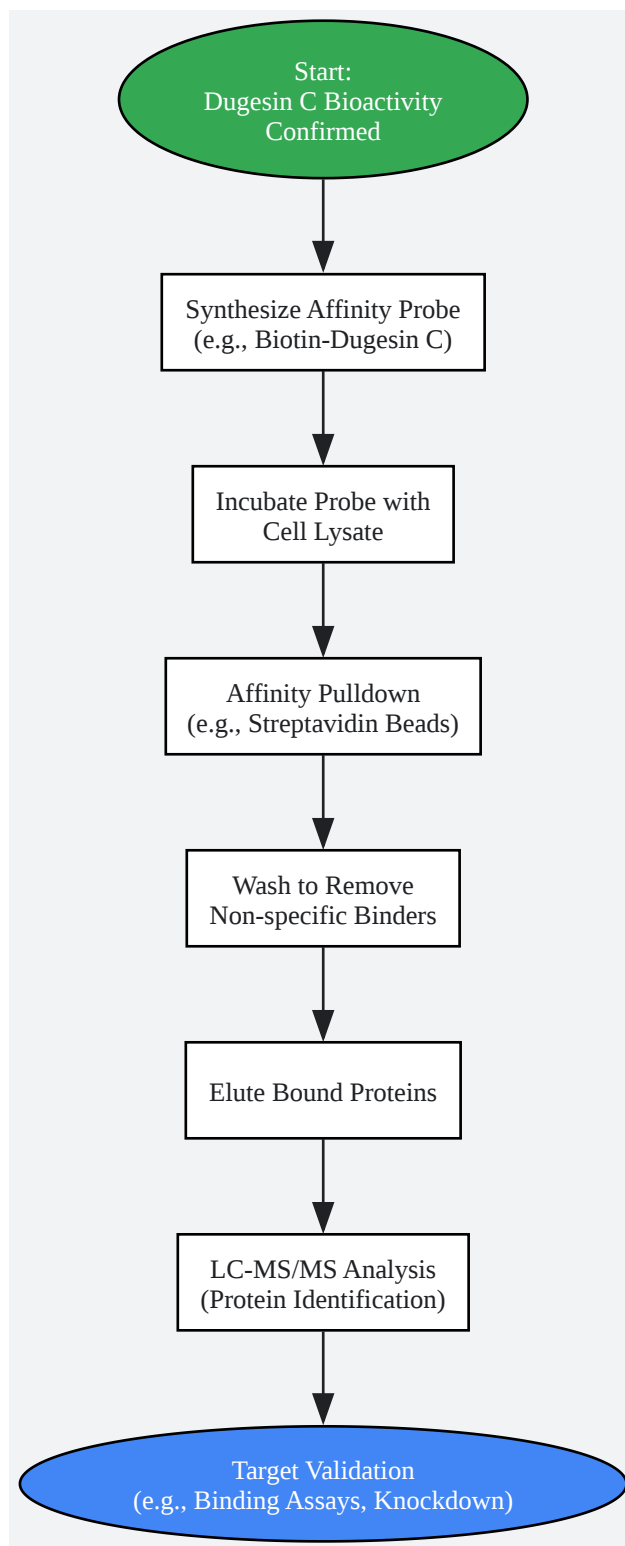 Start:
Dugesin C Bioactivity
Confirmed
Synthesize Affinity Probe
(e.g., Biotin-Dugesin C)
Incubate Probe with
Cell Lysate
Affinity Pulldown
(e.g., Streptavidin Beads)
Wash to Remove
Non-specific Binders
Elute Bound Proteins
LC-MS/MS Analysis
(Protein Identification)
Target Validation
(e.g., Binding Assays, Knockdown)